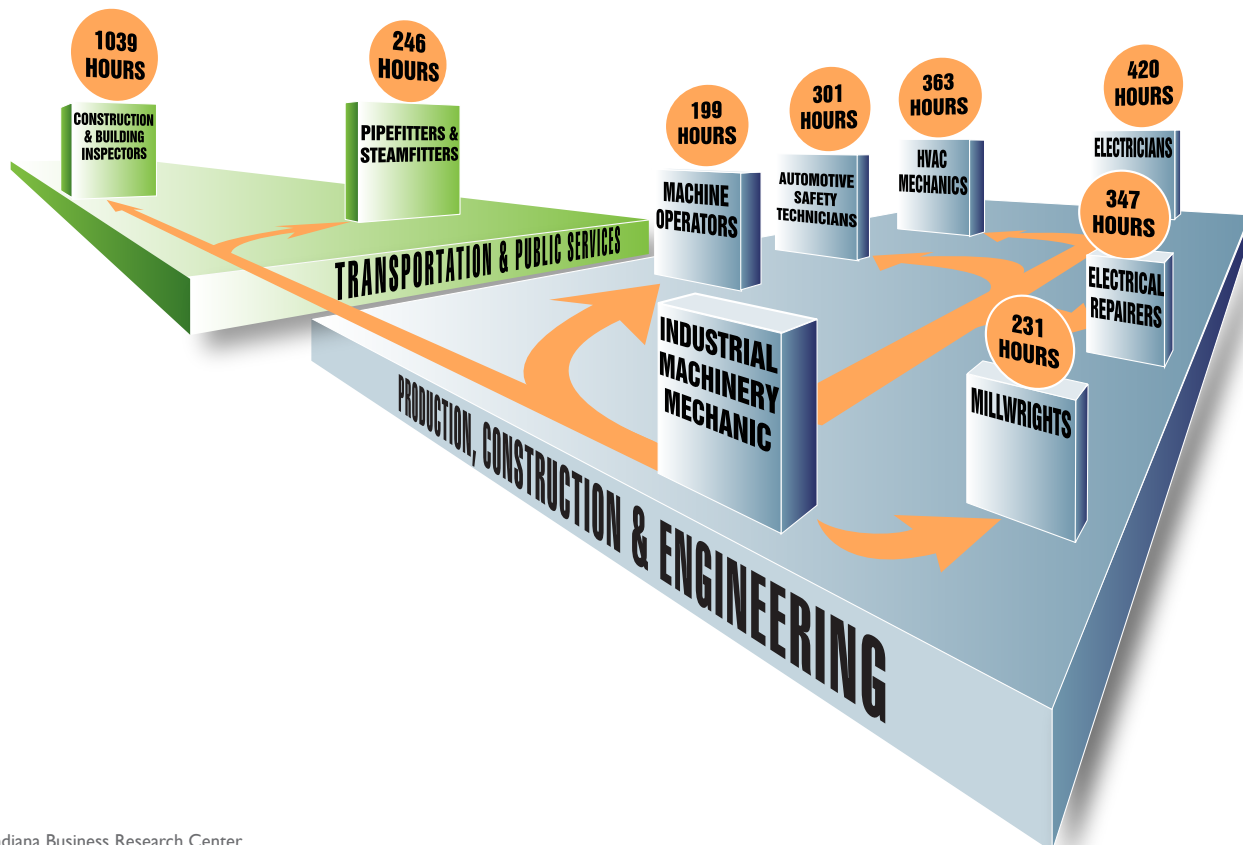 1039
HOURS
CONSTRUCTION
& BUILDING
INSPECTORS
246
HOURS
PIPEFITTERS &
STEAMFITTERS
TRANSPORTATION & PUBLIC SERVICES
199
HOURS
MACHINE
OPERATORS
301
HOURS
AUTOMOTIVE
SAFETY
TECHNICIANS
363
HOURS
HVAC
MECHANICS
420
HOURS
ELECTRICIANS
347
HOURS
ELECTRICAL
REPAIRERS
231
HOURS
MILLWRIGHTS
INDUSTRIAL
MACHINERY
MECHANIC
PRODUCTION, CONSTRUCTION & ENGINEERING
Business Research Center